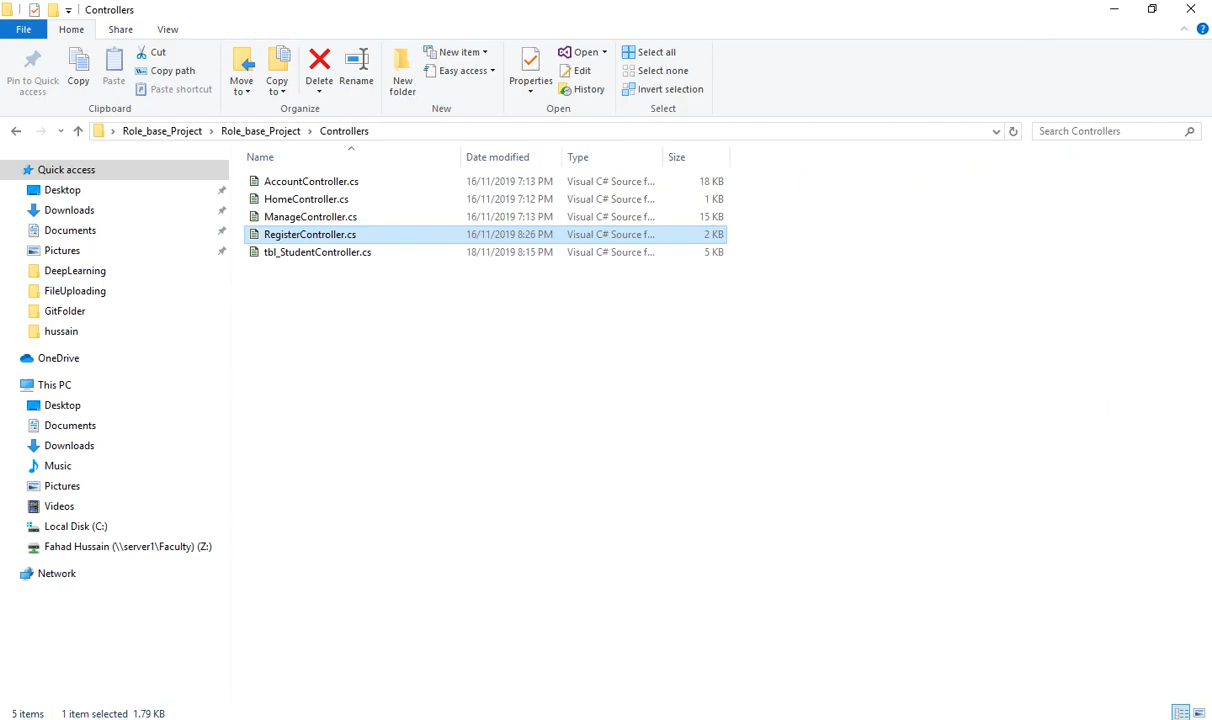 Controllers
File Home Share View
Pin to Quick access
Copy
Paste
Cut
Copy path
Paste shortcut
Clipboard
Move to
Copy to
Delete
Rename
Organize
New folder
New item
Easy access
New
Properties
Open
Edit
History
Open
Select all
Select none
Invert selection
Select
Role_base_Project › Role_base_Project › Controllers
Search Controllers
Quick access
Desktop
Downloads
Documents
Pictures
DeepLearning
FileUploading
GitFolder
hussain
OneDrive
This PC
Desktop
Documents
Downloads
Music
Pictures
Videos
Local Disk (C:)
Fahad Hussain (\\server1\Faculty) (Z:)
Network
Name Date modified Type Size
AccountController.cs 16/11/2019 7:13 PM Visual C# Source f... 18 KB
HomeController.cs 16/11/2019 7:12 PM Visual C# Source f... 1 KB
ManageController.cs 16/11/2019 7:13 PM Visual C# Source f... 15 KB
RegisterController.cs 16/11/2019 8:26 PM Visual C# Source f... 2 KB
tbl_StudentController.cs 18/11/2019 8:15 PM Visual C# Source f... 5 KB
5 items 1 item selected 1.79 KB